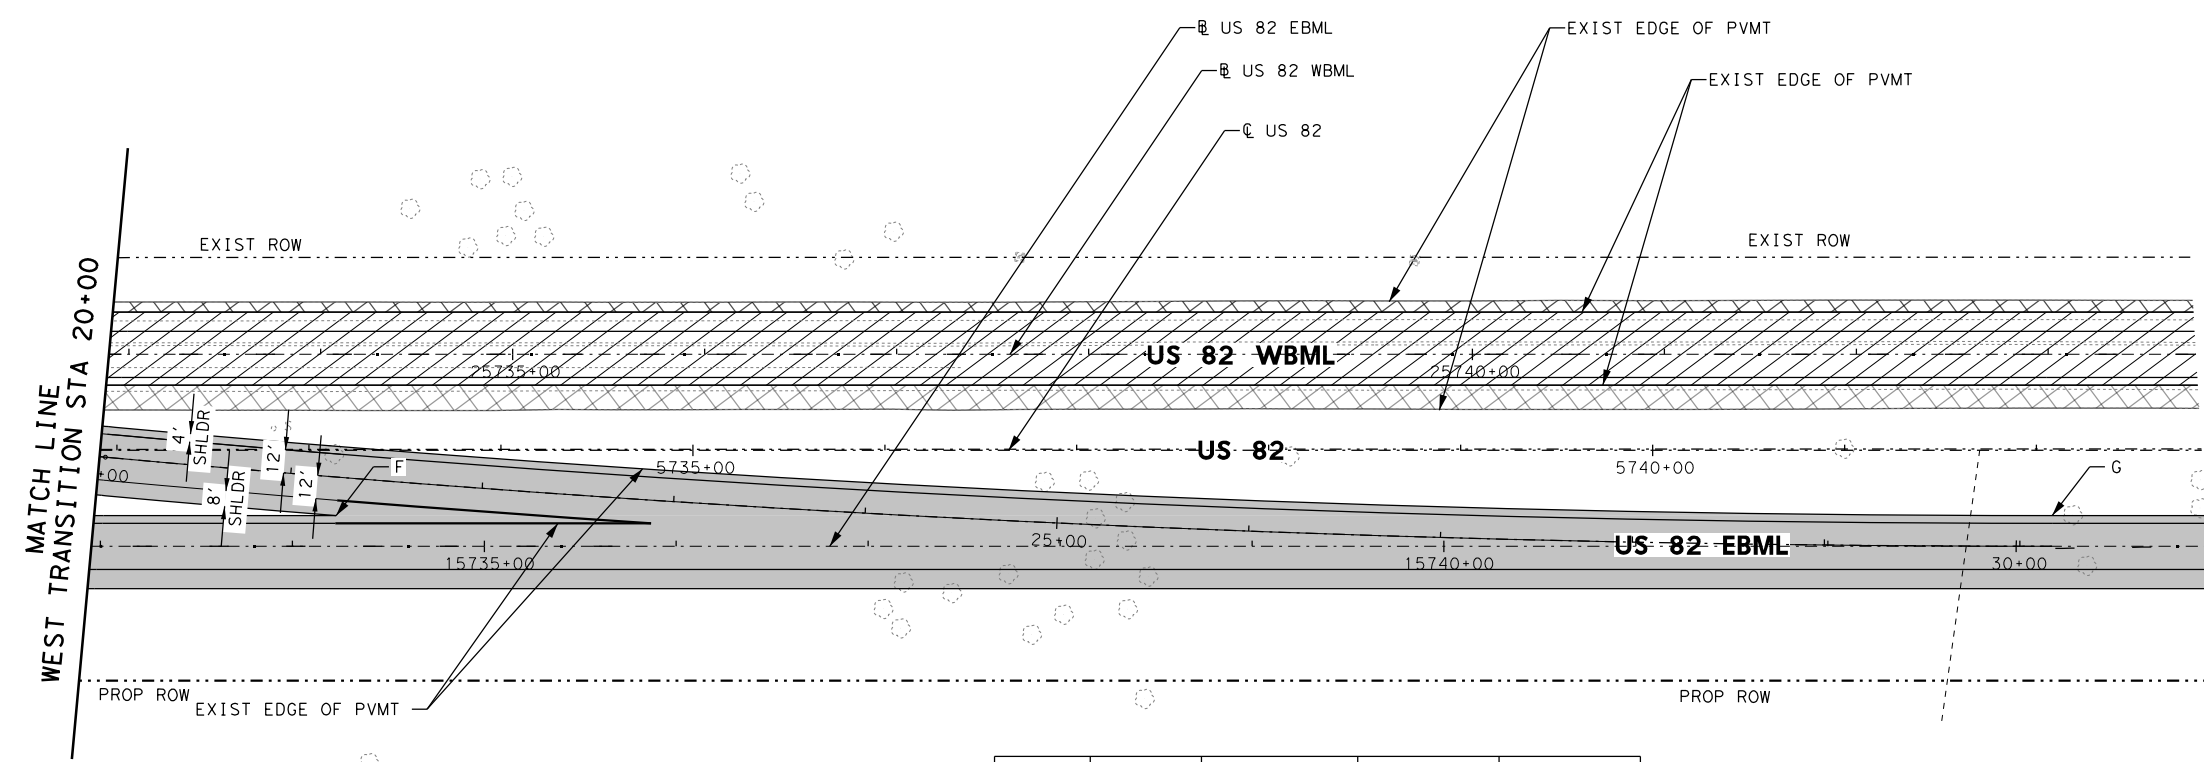 ℄ US 82 EBML
EXIST EDGE OF PVMT
℄ US 82 WBML
EXIST EDGE OF PVMT
℄ US 82
EXIST ROW
EXIST ROW
MATCH LINE
WEST TRANSITION STA 20+00
US 82 WBML
25735+00
25740+00
4'
SHLDR
12'
12'
8'
SHLDR
F
US 82
5735+00
5740+00
+00
G
25+00
US 82 EBML
15735+00
15740+00
30+00
PROP ROW
EXIST EDGE OF PVMT
PROP ROW